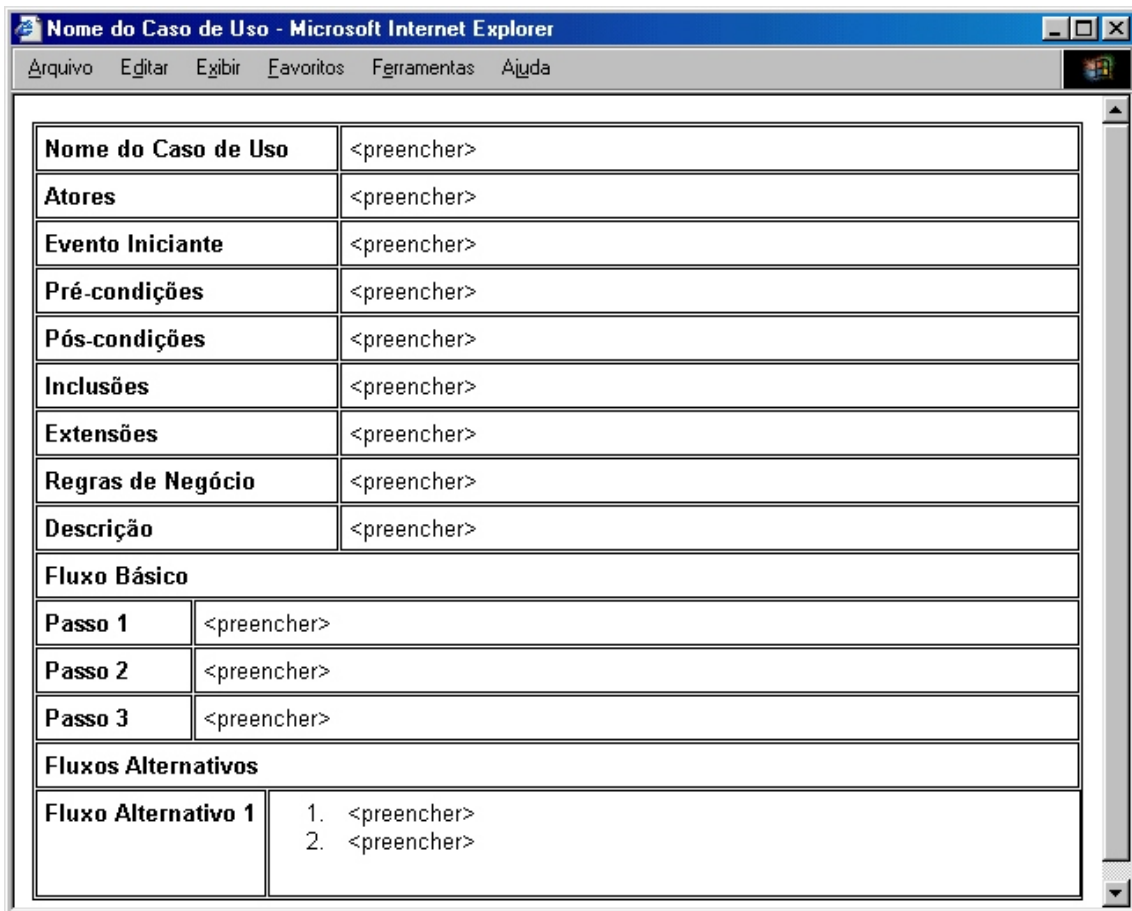 Nome do Caso de Uso - Microsoft Internet Explorer
Arquivo Editar Exibir Favoritos Ferramentas Ajuda
Nome do Caso de Uso <preencher>
Atores <preencher>
Evento Iniciante <preencher>
Pré-condições <preencher>
Pós-condições <preencher>
Inclusões <preencher>
Extensões <preencher>
Regras de Negócio <preencher>
Descrição <preencher>
Fluxo Básico
Passo 1 <preencher>
Passo 2 <preencher>
Passo 3 <preencher>
Fluxos Alternativos
Fluxo Alternativo 1 1. <preencher>
2. <preencher>